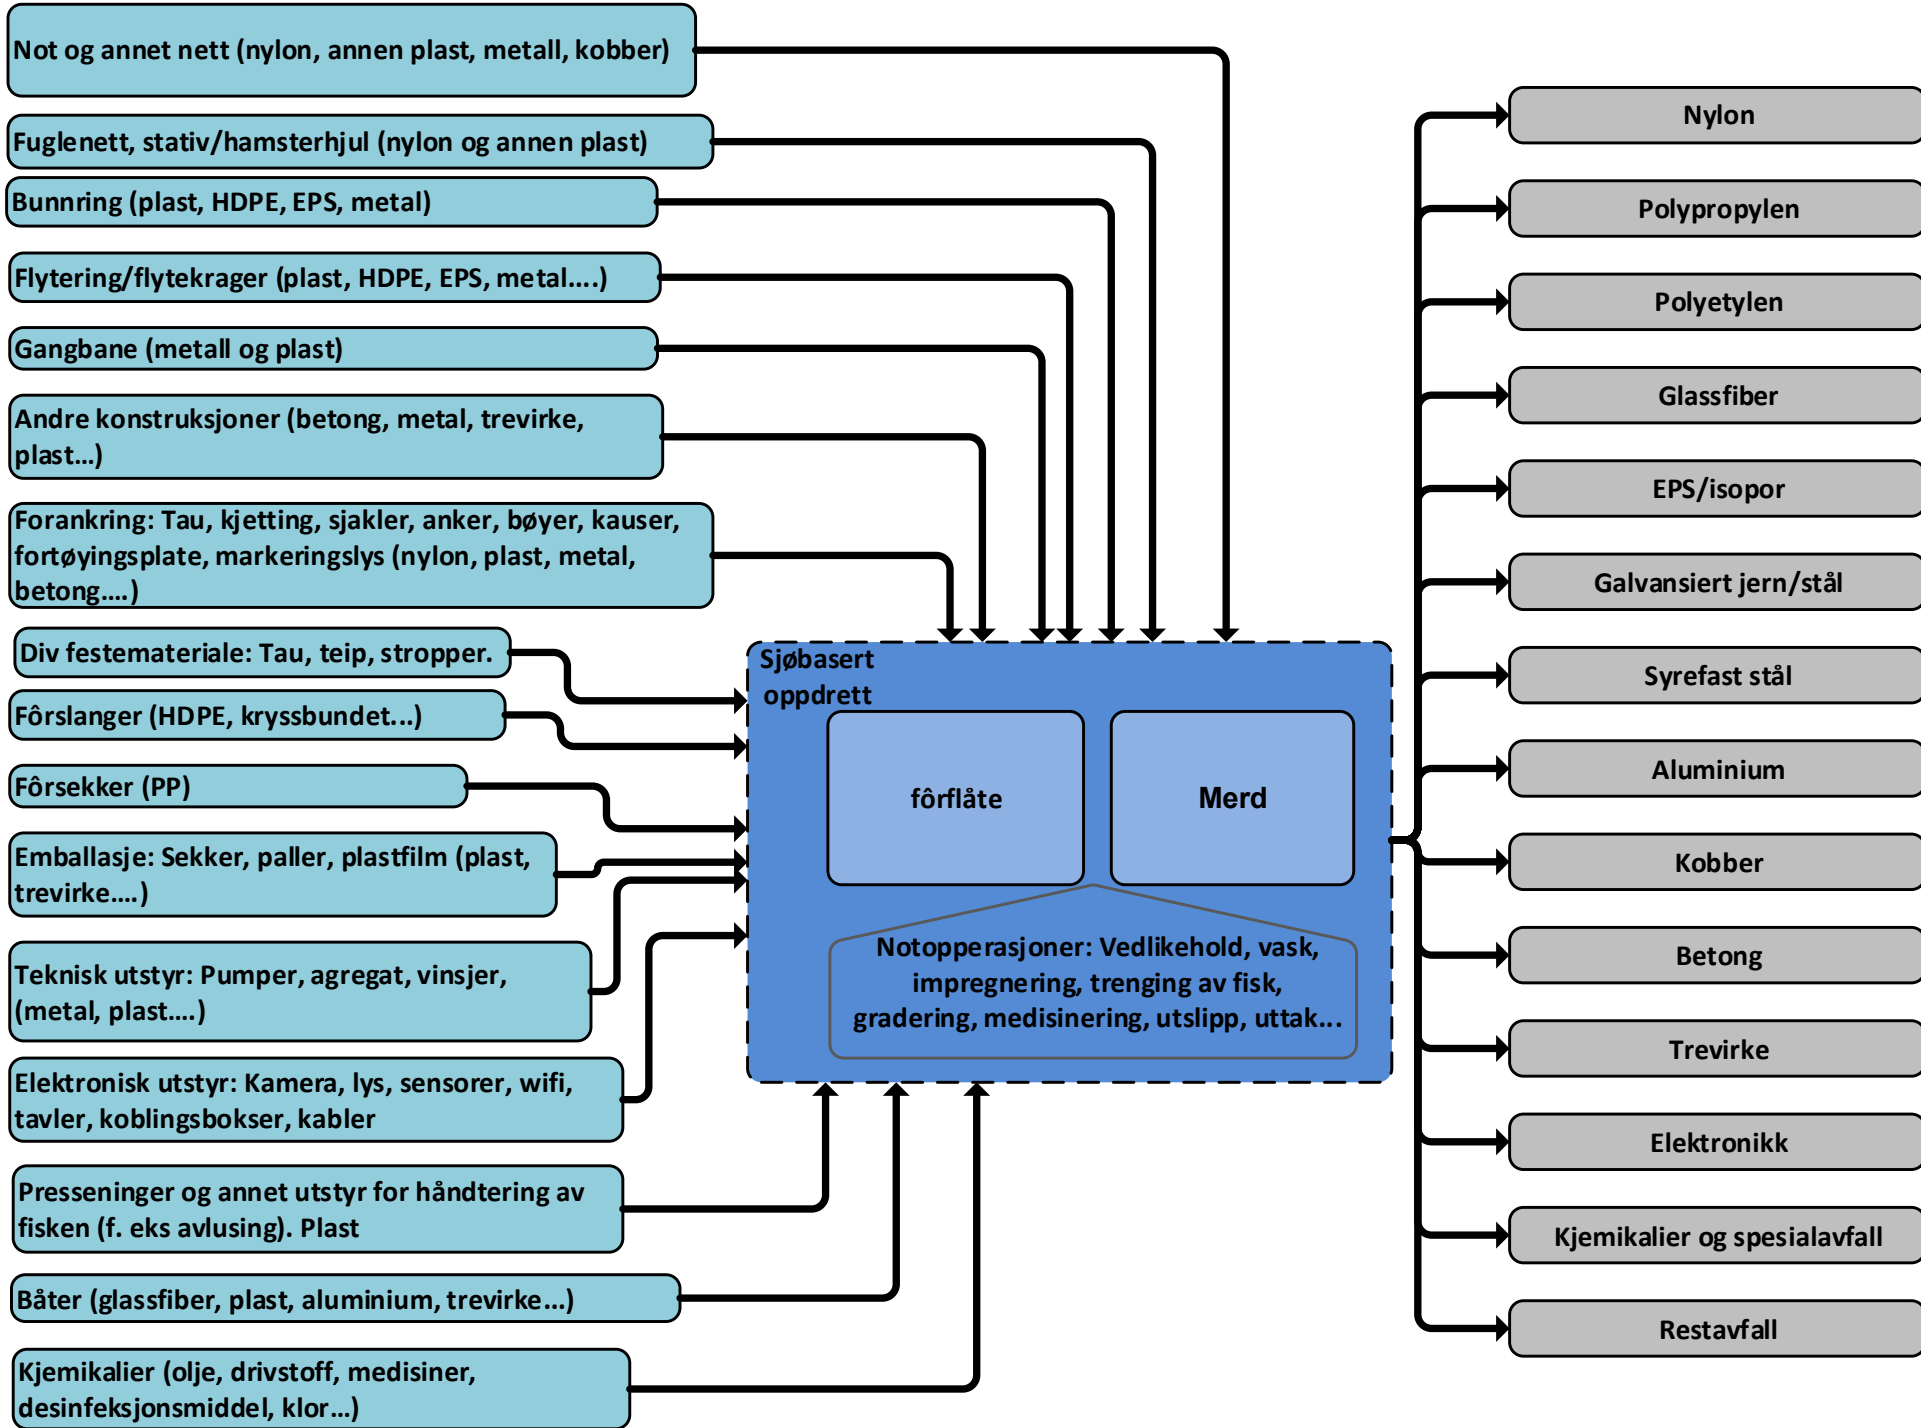 Not og annet nett (nylon, annen plast, metall, kobber)
Fuglenett, stativ/hamsterhjul (nylon og annen plast)
Bunnring (plast, HDPE, EPS, metal)
Flytering/flytekrager (plast, HDPE, EPS, metal....)
Gangbane (metall og plast)
Andre konstruksjoner (betong, metal, trevirke,
plast...)
Forankring: Tau, kjetting, sjakler, anker, bøyer, kauser,
fortøyingsplate, markeringslys (nylon, plast, metal,
betong....)
Div festemateriale: Tau, teip, stropper.
Fôrslanger (HDPE, kryssbundet...)
Fôrsekker (PP)
Emballasje: Sekker, paller, plastfilm (plast,
trevirke....)
Teknisk utstyr: Pumper, agregat, vinsjer,
(metal, plast....)
Elektronisk utstyr: Kamera, lys, sensorer, wifi,
tavler, koblingsbokser, kabler
Presseninger og annet utstyr for håndtering av
fisken (f. eks avlusing). Plast
Båter (glassfiber, plast, aluminium, trevirke...)
Kjemikalier (olje, drivstoff, medisiner,
desinfeksjonsmiddel, klor...)
Sjøbasert
oppdrett
fôrflåte
Merd
Notopperasjoner: Vedlikehold, vask,
impregnering, trenging av fisk,
gradering, medisinering, utslipp, uttak...
Nylon
Polypropylen
Polyetylen
Glassfiber
EPS/isopor
Galvansiert jern/stål
Syrefast stål
Aluminium
Kobber
Betong
Trevirke
Elektronikk
Kjemikalier og spesialavfall
Restavfall